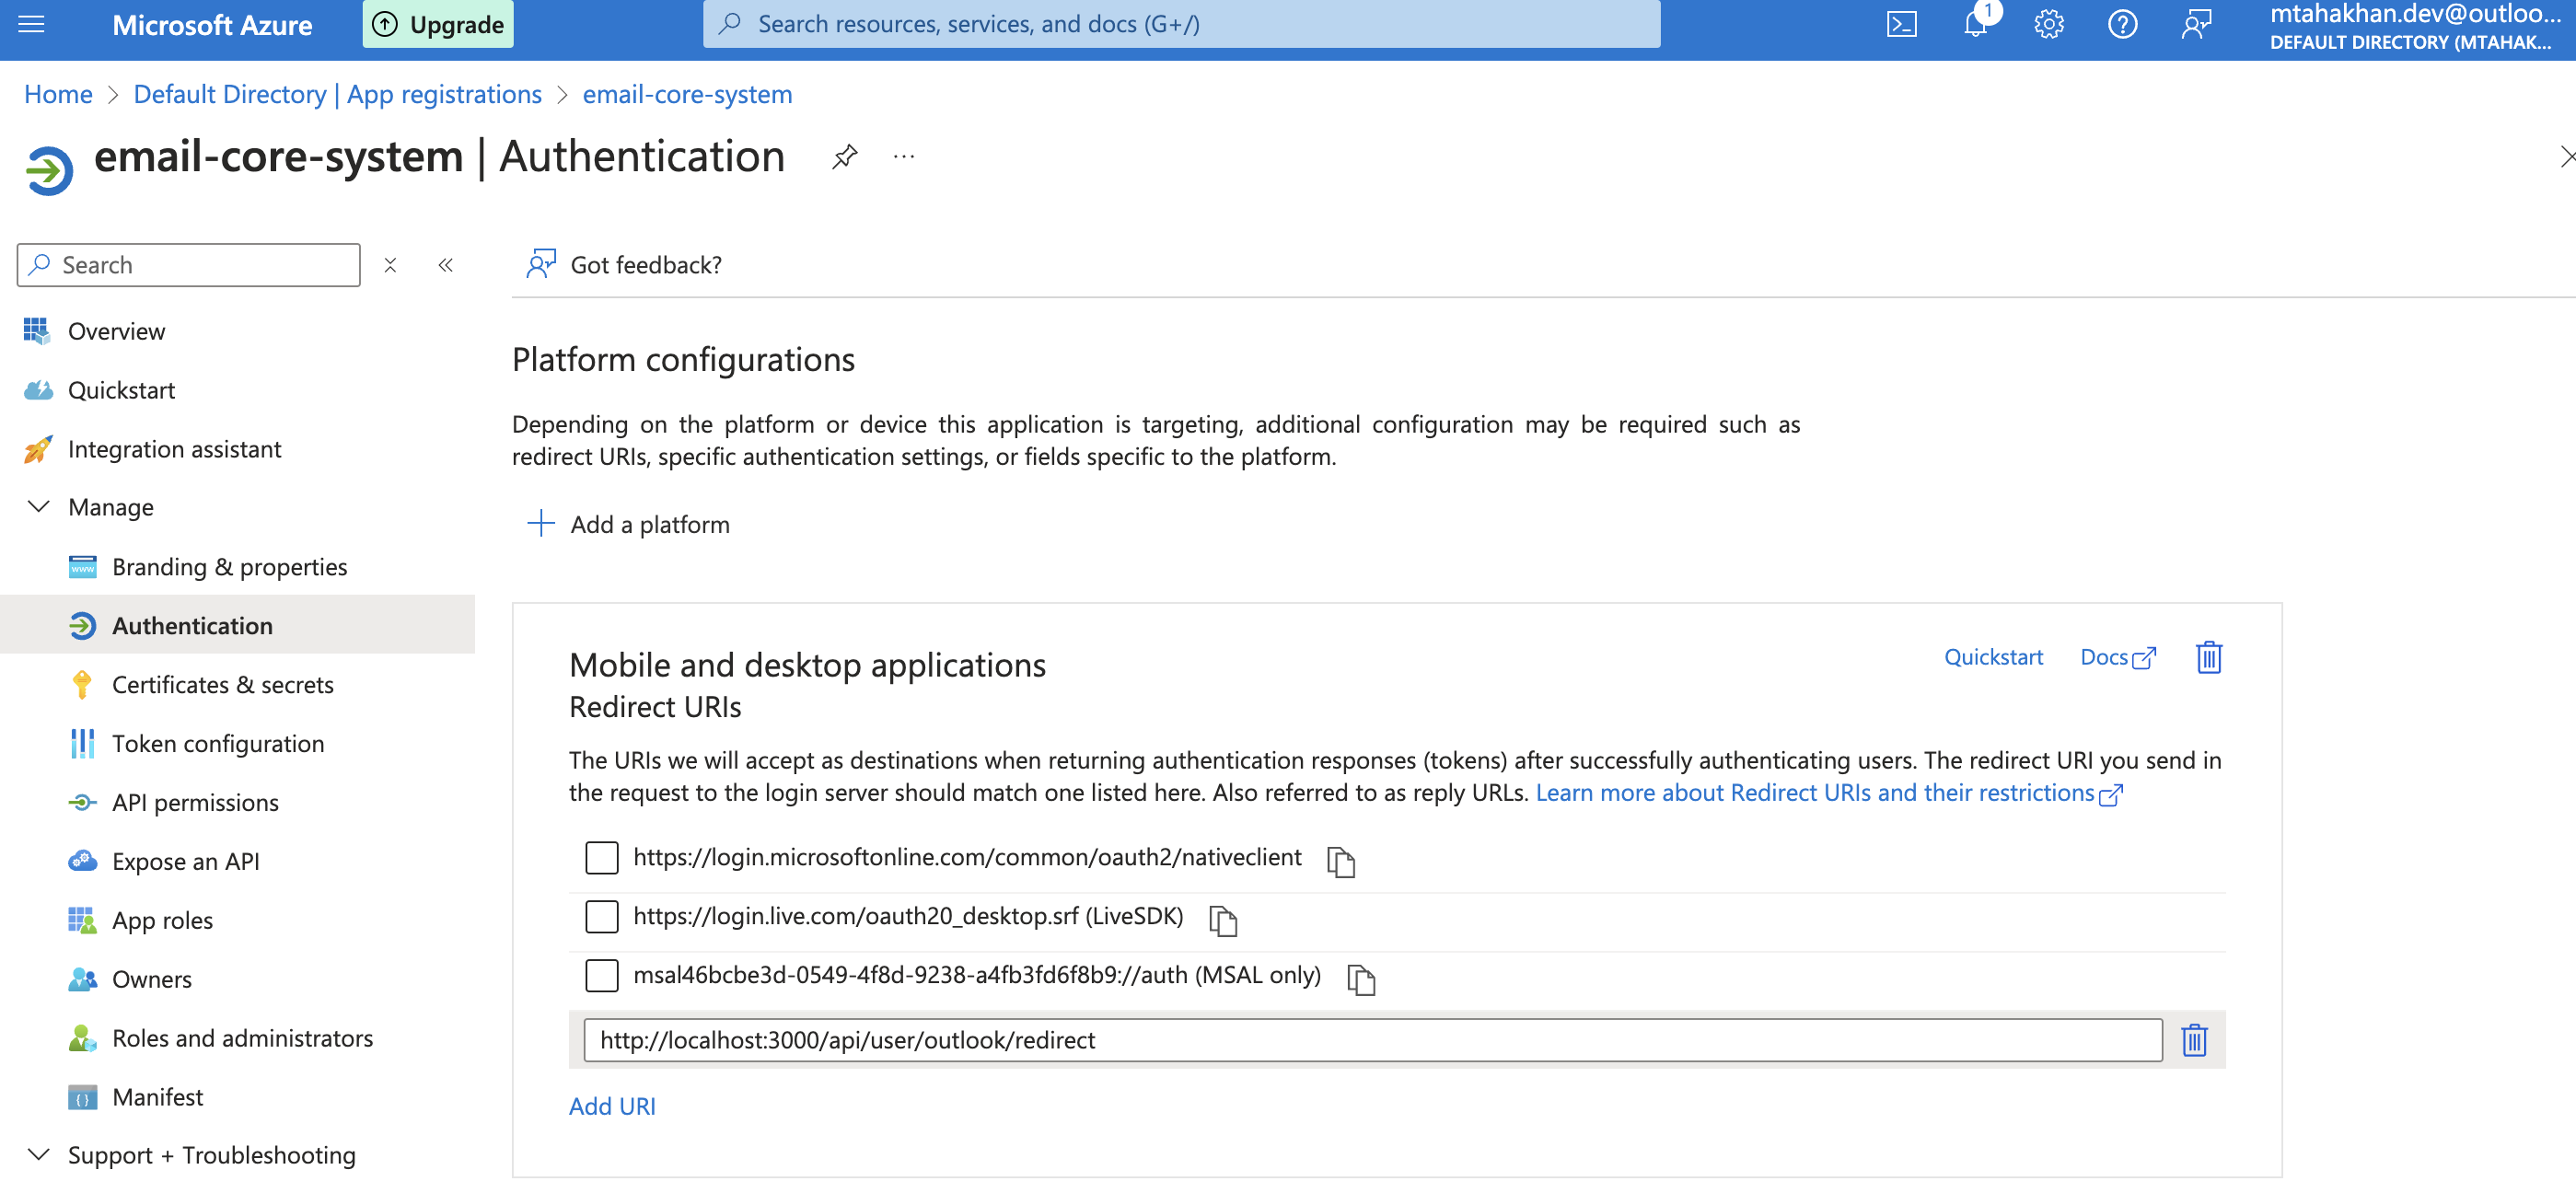 Microsoft Azure
Upgrade
Search resources, services, and docs (G+/)
1
mtahakhan.dev@outloo...
DEFAULT DIRECTORY (MTAHAK...
Home > Default Directory | App registrations > email-core-system
email-core-system | Authentication
Search
Got feedback?
Overview
Quickstart
Integration assistant
Manage
Branding & properties
Authentication
Certificates & secrets
Token configuration
API permissions
Expose an API
App roles
Owners
Roles and administrators
Manifest
Support + Troubleshooting
Platform configurations
Depending on the platform or device this application is targeting, additional configuration may be required such as
redirect URIs, specific authentication settings, or fields specific to the platform.
Add a platform
Mobile and desktop applications
Quickstart
Docs
Redirect URIs
The URIs we will accept as destinations when returning authentication responses (tokens) after successfully authenticating users. The redirect URI you send in
the request to the login server should match one listed here. Also referred to as reply URLs. Learn more about Redirect URIs and their restrictions
https://login.microsoftonline.com/common/oauth2/nativeclient
https://login.live.com/oauth20_desktop.srf (LiveSDK)
msal46bcbe3d-0549-4f8d-9238-a4fb3fd6f8b9://auth (MSAL only)
http://localhost:3000/api/user/outlook/redirect
Add URI